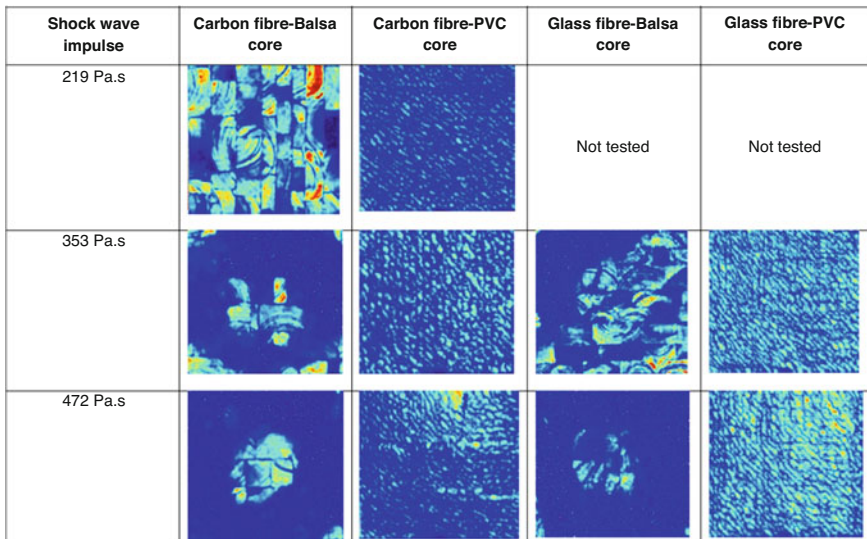 Shock wave impulse
Carbon fibre-Balsa core
Carbon fibre-PVC core
Glass fibre-Balsa core
Glass fibre-PVC core
219 Pa.s
Not tested
Not tested
353 Pa.s
472 Pa.s